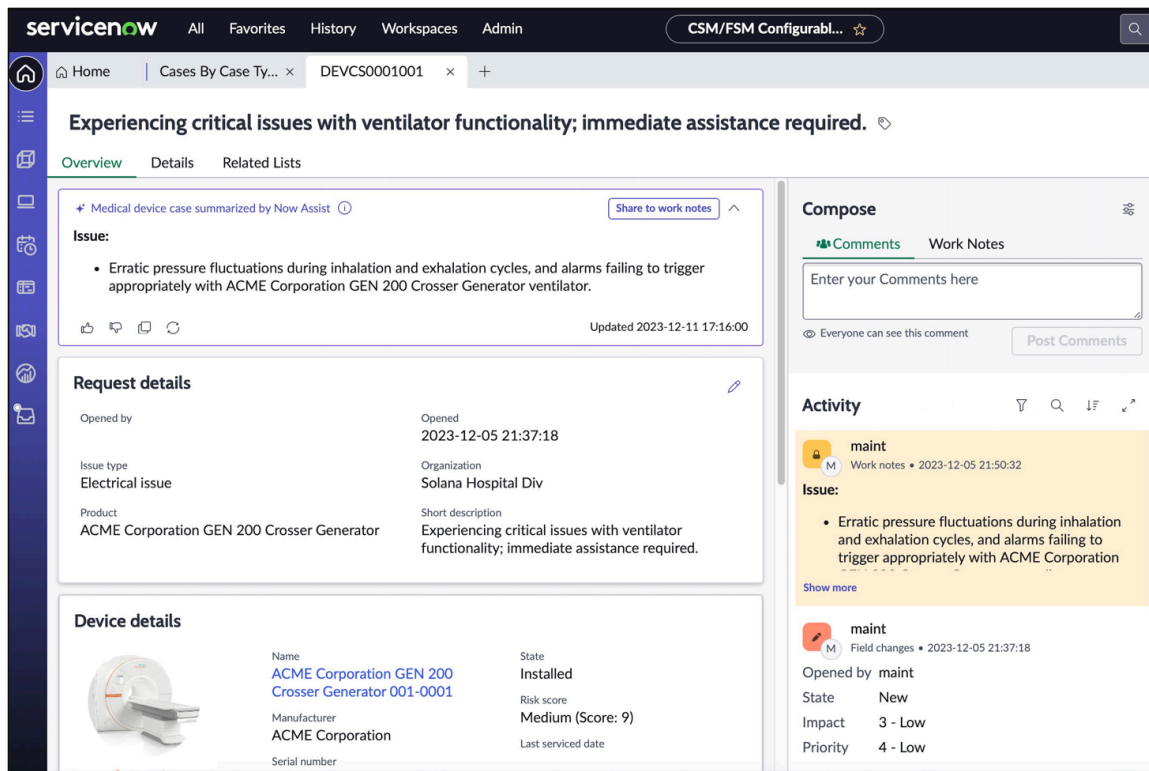 servicenow
All
Favorites
History
Workspaces
Admin
CSM/FSM Configurabl...
Home
Cases By Case Ty...
DEVCS0001001
Experiencing critical issues with ventilator functionality; immediate assistance required.
Overview
Details
Related Lists
Medical device case summarized by Now Assist
Share to work notes
Issue:
• Erratic pressure fluctuations during inhalation and exhalation cycles, and alarms failing to trigger
appropriately with ACME Corporation GEN 200 Crosser Generator ventilator.
Updated 2023-12-11 17:16:00
Request details
Opened by
Opened
2023-12-05 21:37:18
Issue type
Electrical issue
Organization
Solana Hospital Div
Product
ACME Corporation GEN 200 Crosser Generator
Short description
Experiencing critical issues with ventilator
functionality; immediate assistance required.
Device details
Name
ACME Corporation GEN 200
Crosser Generator 001-0001
Manufacturer
ACME Corporation
Serial number
State
Installed
Risk score
Medium (Score: 9)
Last serviced date
Compose
Comments
Work Notes
Enter your Comments here
Everyone can see this comment
Post Comments
Activity
maint
M
Work notes • 2023-12-05 21:50:32
Issue:
• Erratic pressure fluctuations during inhalation
and exhalation cycles, and alarms failing to
trigger appropriately with ACME Corporation
Show more
maint
M
Field changes • 2023-12-05 21:37:18
Opened by maint
State New
Impact 3 - Low
Priority 4 - Low